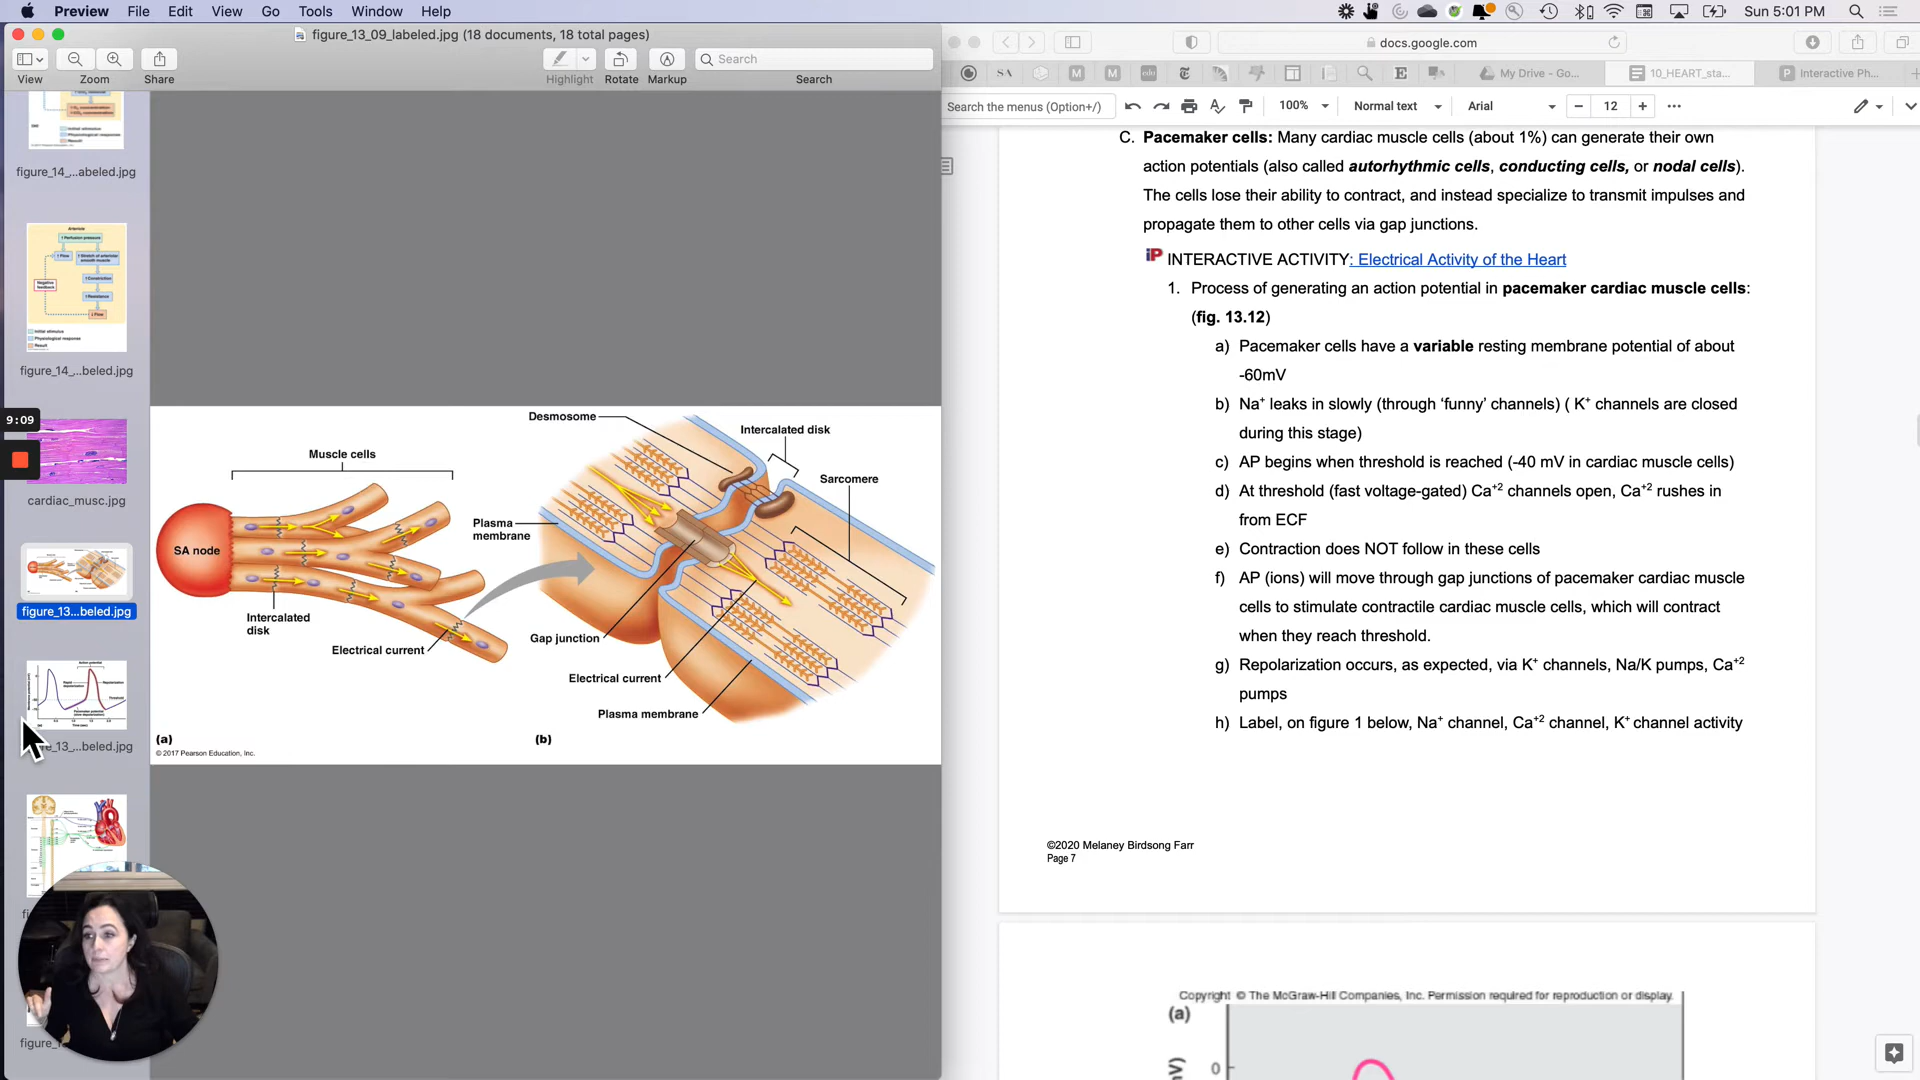 Preview File Edit View Go Tools Window Help
Sun 5:01 PM
figure_13_09_labeled.jpg (18 documents, 18 total pages)
View Zoom Share Highlight Rotate Markup Search
Search
figure_14_...abeled.jpg
figure_14_...beled.jpg
9:09
cardiac_musc.jpg
figure_13...beled.jpg
Muscle cells
SA node
Intercalated
disk
Electrical current
(a)
© 2017 Pearson Education, Inc.
Desmosome
Intercalated disk
Sarcomere
Plasma
membrane
Gap junction
Electrical current
Plasma membrane
(b)
docs.google.com
My Drive - Go...
10_HEART_sta...
Interactive Ph...
Search the menus (Option+/)
100% Normal text Arial 12
C. Pacemaker cells: Many cardiac muscle cells (about 1%) can generate their own
action potentials (also called autorhythmic cells, conducting cells, or nodal cells).
The cells lose their ability to contract, and instead specialize to transmit impulses and
propagate them to other cells via gap junctions.
iP INTERACTIVE ACTIVITY: Electrical Activity of the Heart
1. Process of generating an action potential in pacemaker cardiac muscle cells:
(fig. 13.12)
a) Pacemaker cells have a variable resting membrane potential of about
-60mV
b) Na+ leaks in slowly (through ‘funny’ channels) ( K+ channels are closed
during this stage)
c) AP begins when threshold is reached (-40 mV in cardiac muscle cells)
d) At threshold (fast voltage-gated) Ca+2 channels open, Ca+2 rushes in
from ECF
e) Contraction does NOT follow in these cells
f) AP (ions) will move through gap junctions of pacemaker cardiac muscle
cells to stimulate contractile cardiac muscle cells, which will contract
when they reach threshold.
g) Repolarization occurs, as expected, via K+ channels, Na/K pumps, Ca+2
pumps
h) Label, on figure 1 below, Na+ channel, Ca+2 channel, K+ channel activity
©2020 Melaney Birdsong Farr
Page 7
Copyright © The McGraw-Hill Companies, Inc. Permission required for reproduction or display.
(a)
0